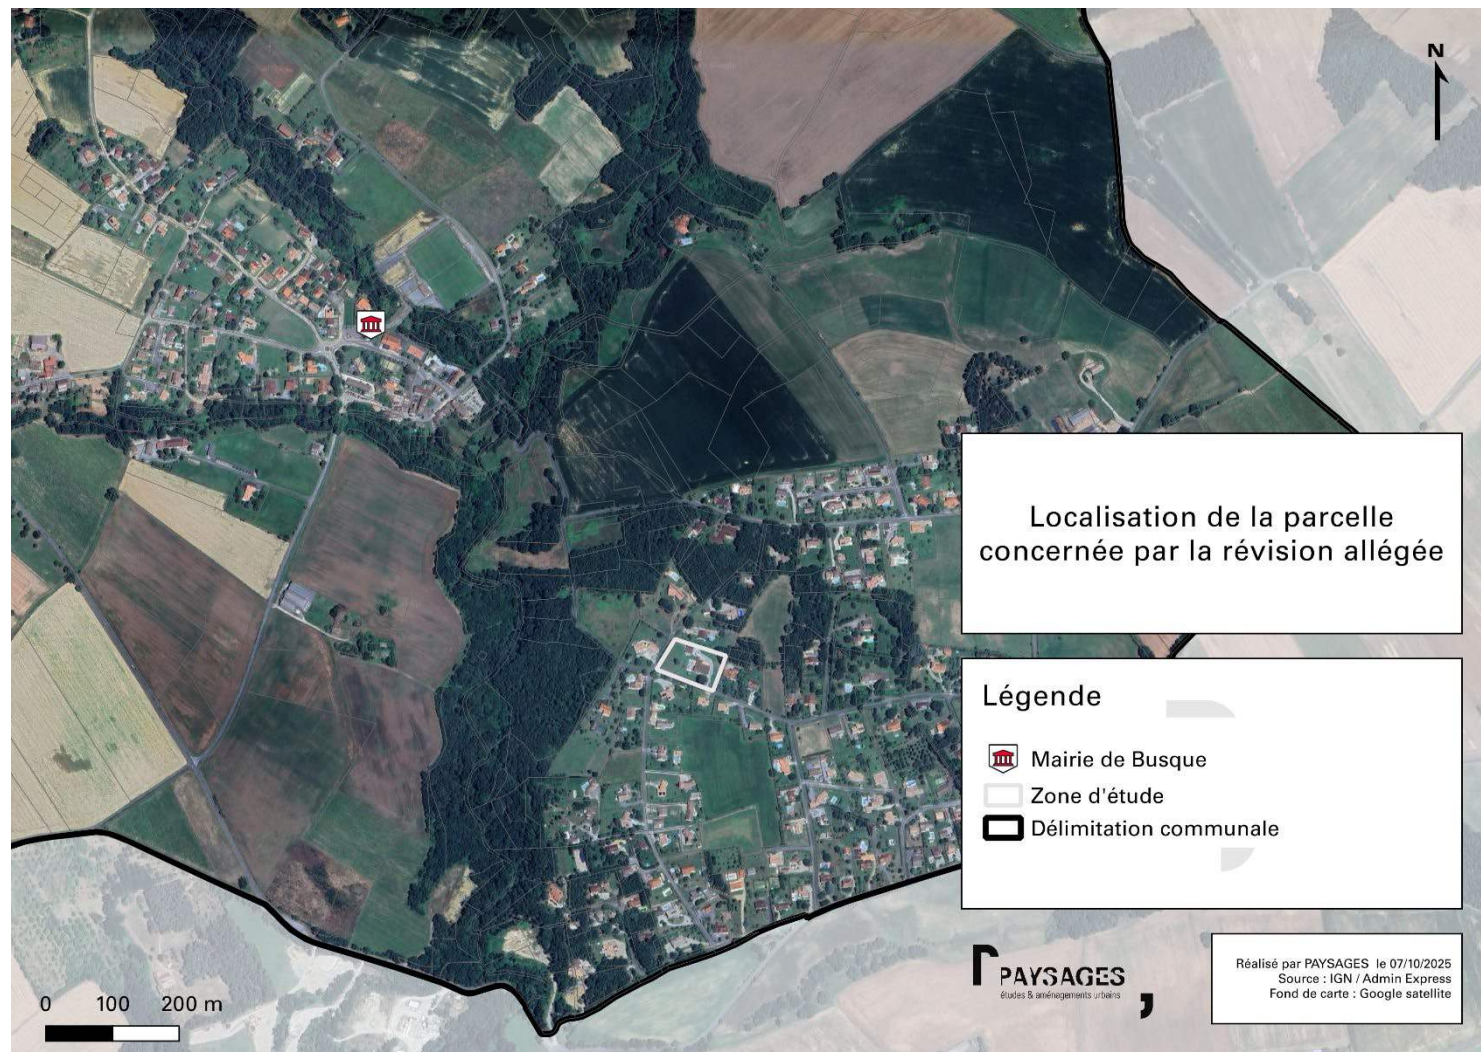 N
Localisation de la parcelle
concernée par la révision allégée
Légende
Mairie de Busque
Zone d'étude
Délimitation communale
0 100 200 m
PAYSAGES
études & aménagements urbains
Réalisé par PAYSAGES le 07/10/2025
Source : IGN / Admin Express
Fond de carte : Google satellite